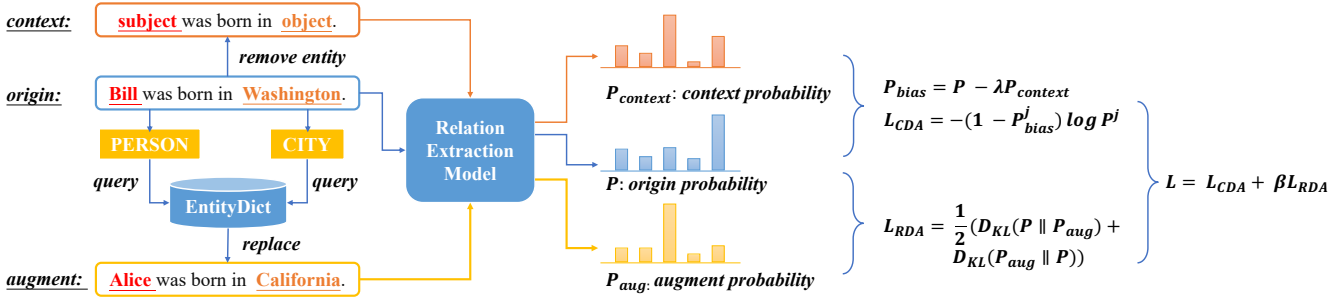 context:
subject was born in object.
remove entity
origin:
Bill was born in Washington.
PERSON
CITY
query
query
EntityDict
replace
augment:
Alice was born in California.
Relation
Extraction
Model
P_context: context probability
P: origin probability
P_aug: augment probability
P_bias = P − λP_context
L_CDA = −(1 − P^j_bias) log P^j
L_RDA = 1/2 (D_KL(P ∥ P_aug) +
D_KL(P_aug ∥ P))
L = L_CDA + βL_RDA